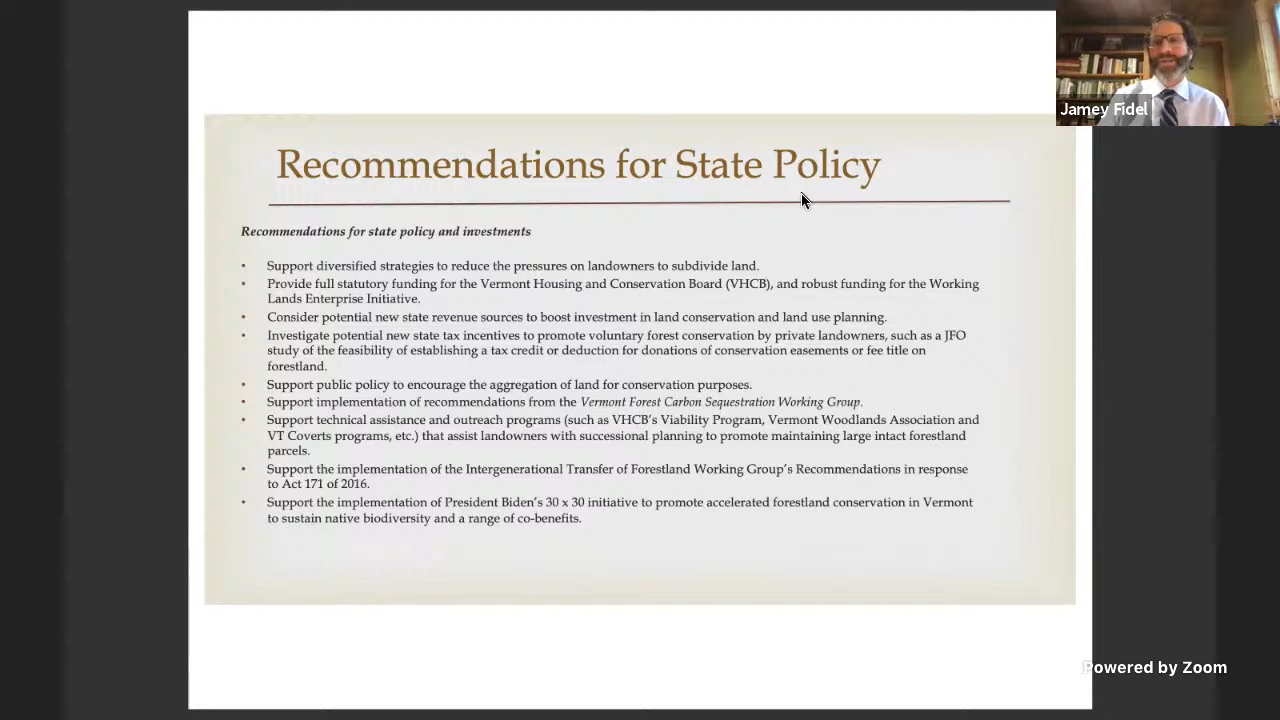 Jamey Fidel
Recommendations for State Policy
Recommendations for state policy and investments
• Support diversified strategies to reduce the pressures on landowners to subdivide land.
• Provide full statutory funding for the Vermont Housing and Conservation Board (VHCB), and robust funding for the Working
Lands Enterprise Initiative.
• Consider potential new state revenue sources to boost investment in land conservation and land use planning.
• Investigate potential new state tax incentives to promote voluntary forest conservation by private landowners, such as a JFO
study of the feasibility of establishing a tax credit or deduction for donations of conservation easements or fee title on
forestland.
• Support public policy to encourage the aggregation of land for conservation purposes.
• Support implementation of recommendations from the Vermont Forest Carbon Sequestration Working Group.
• Support technical assistance and outreach programs (such as VHCB's Viability Program, Vermont Woodlands Association and
VT Coverts programs, etc.) that assist landowners with successional planning to promote maintaining large intact forestland
parcels.
• Support the implementation of the Intergenerational Transfer of Forestland Working Group's Recommendations in response
to Act 171 of 2016.
• Support the implementation of President Biden's 30 x 30 initiative to promote accelerated forestland conservation in Vermont
to sustain native biodiversity and a range of co-benefits.
Powered by Zoom